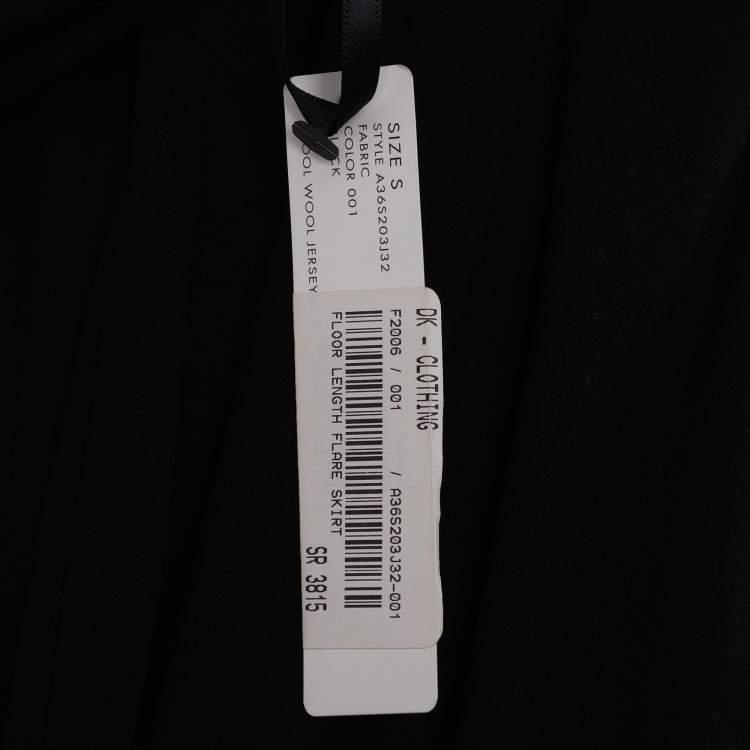 SIZE S
STYLE A36S203J32
FABRIC
COLOR 001
WOOL JERSEY
DK - CLOTHING
F2006 / 001 / A36S203J32-001
FLOOR LENGTH FLARE SKIRT
SR 3815